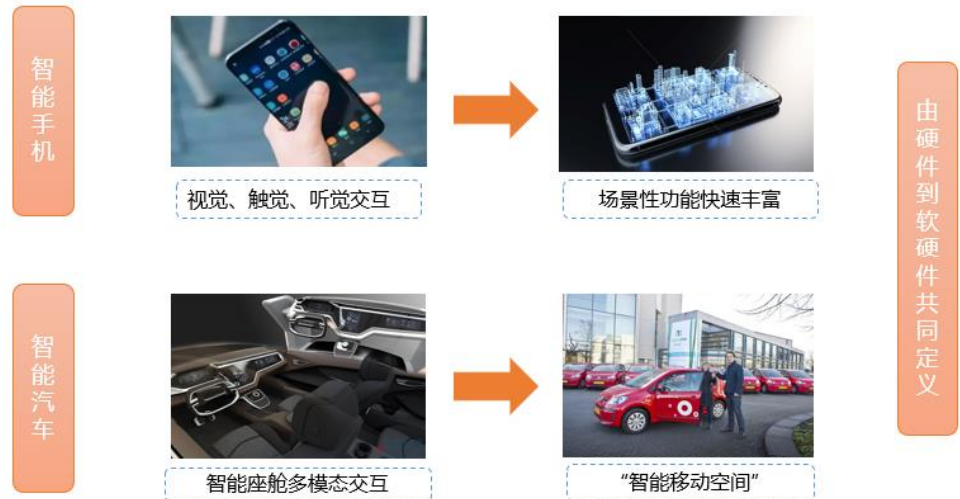 智能手机
视觉、触觉、听觉交互
场景性功能快速丰富
由硬件到软硬件共同定义
智能汽车
智能座舱多模态交互
“智能移动空间”